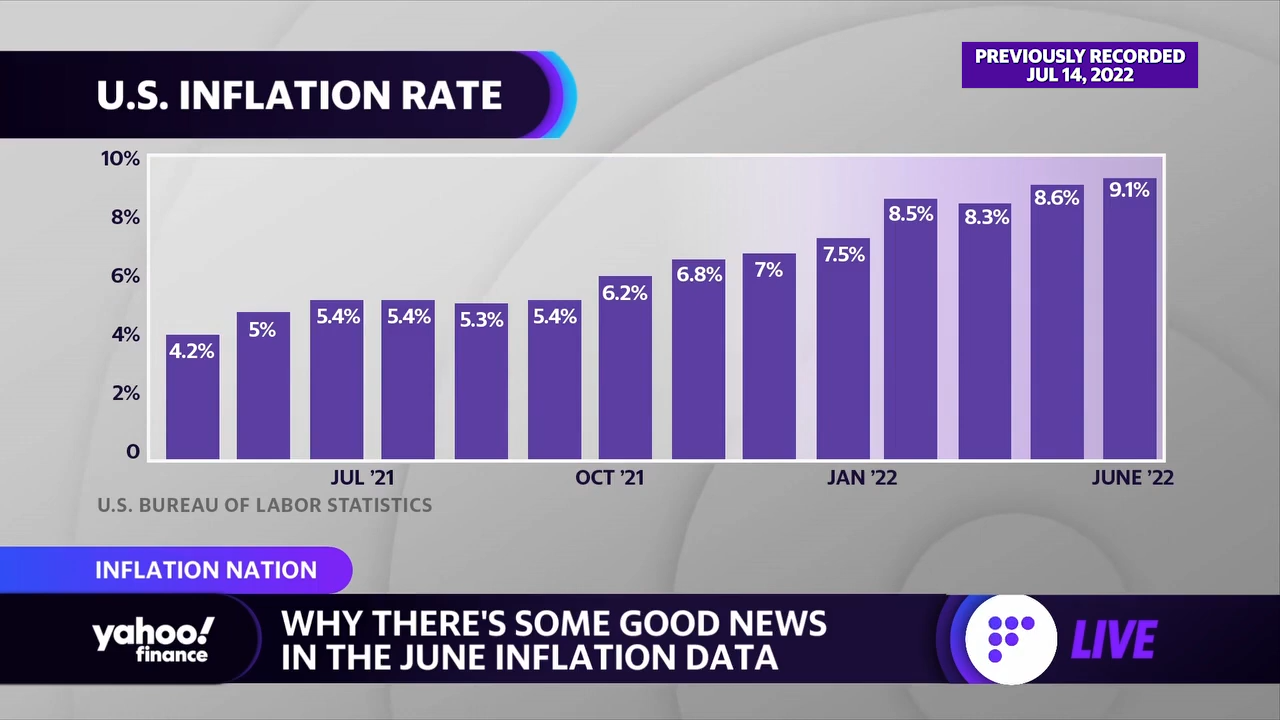 PREVIOUSLY RECORDED
JUL 14, 2022
U.S. INFLATION RATE
10%
8%
6%
4%
2%
0
4.2%
5%
5.4%
5.4%
5.3%
5.4%
6.2%
6.8%
7%
7.5%
8.5%
8.3%
8.6%
9.1%
JUL ’21
OCT ’21
JAN ’22
JUNE ’22
U.S. BUREAU OF LABOR STATISTICS
INFLATION NATION
yahoo!
finance
WHY THERE'S SOME GOOD NEWS
IN THE JUNE INFLATION DATA
LIVE